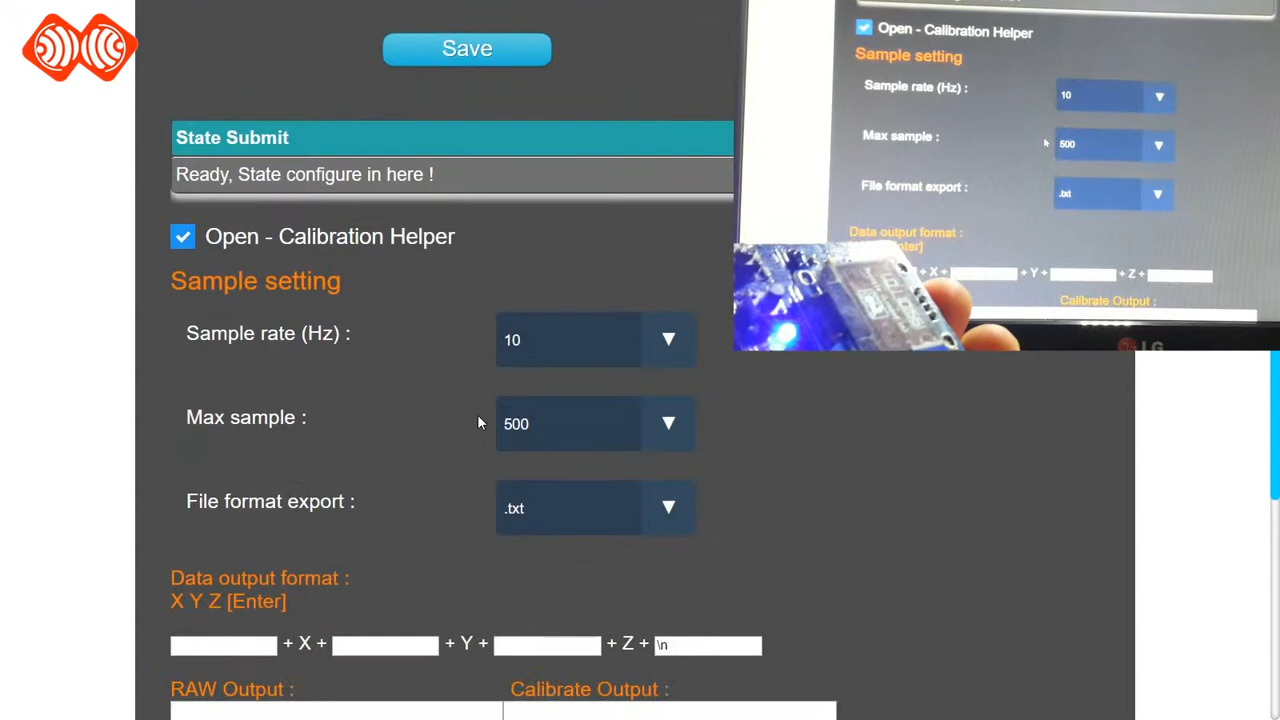 Save
State Submit
Ready, State configure in here !
Open - Calibration Helper
Sample setting
Sample rate (Hz) :
10
Max sample :
500
File format export :
.txt
Data output format :
X Y Z [Enter]
+ X + + Y + + Z + \n
RAW Output :
Calibrate Output :
Open - Calibration Helper
Sample setting
Sample rate (Hz) :
10
Max sample :
500
File format export :
.txt
Data output format :
+ X + + Y + + Z +
Calibrate Output :
LG